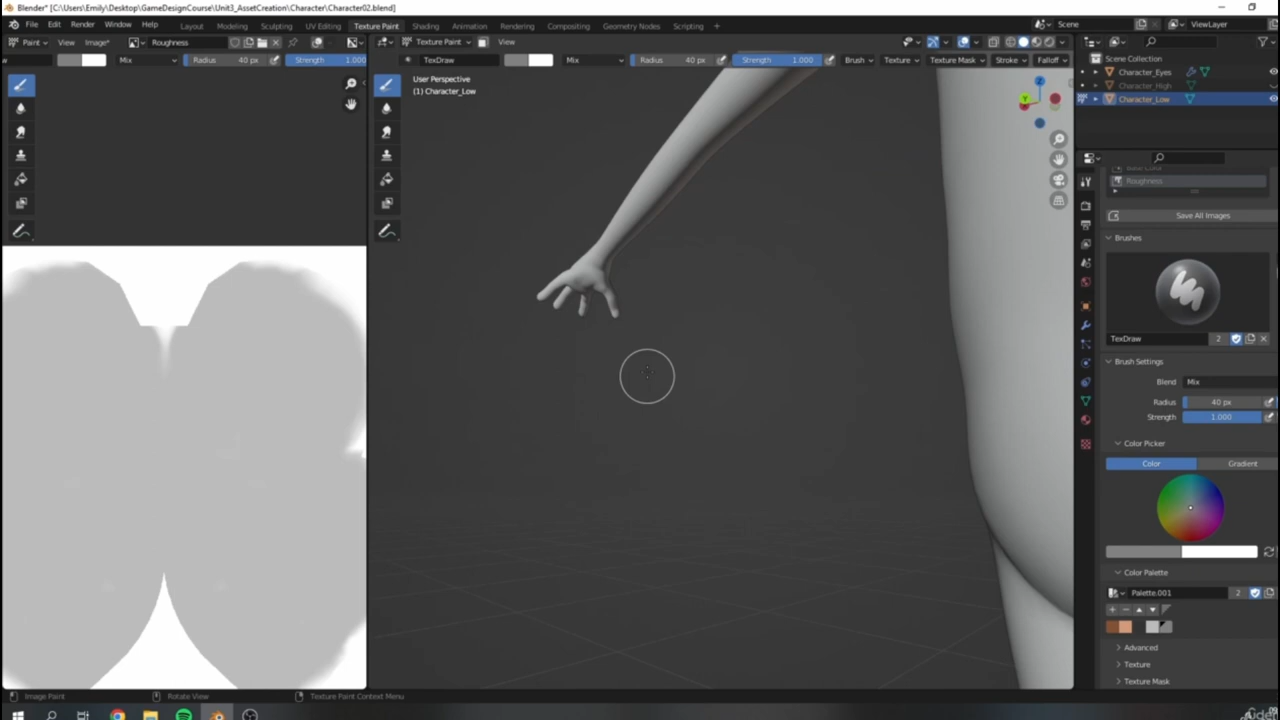 Blender* [C:\Users\Emily\Desktop\GameDesignCourse\Unit3_AssetCreation\Character\Character02.blend]
File Edit Render Window Help Layout Modeling Sculpting UV Editing Texture Paint Shading Animation Rendering Compositing Geometry Nodes Scripting + Scene ViewLayer
Paint View Image* Roughness Texture Paint View
Mix Radius 40 px Strength 1.000 TexDraw Mix Radius 40 px Strength 1.000 Brush Texture Texture Mask Stroke Falloff
Scene Collection
Character_Eyes
Character_High
Character_Low
User Perspective
(1) Character_Low
Base Color
Roughness
Save All Images
Brushes
TexDraw 2
Brush Settings
Blend Mix
Radius 40 px
Strength 1.000
Color Picker
Color Gradient
Color Palette
Palette.001 2
Advanced
Texture
Texture Mask
Image Paint Rotate View Texture Paint Context Menu